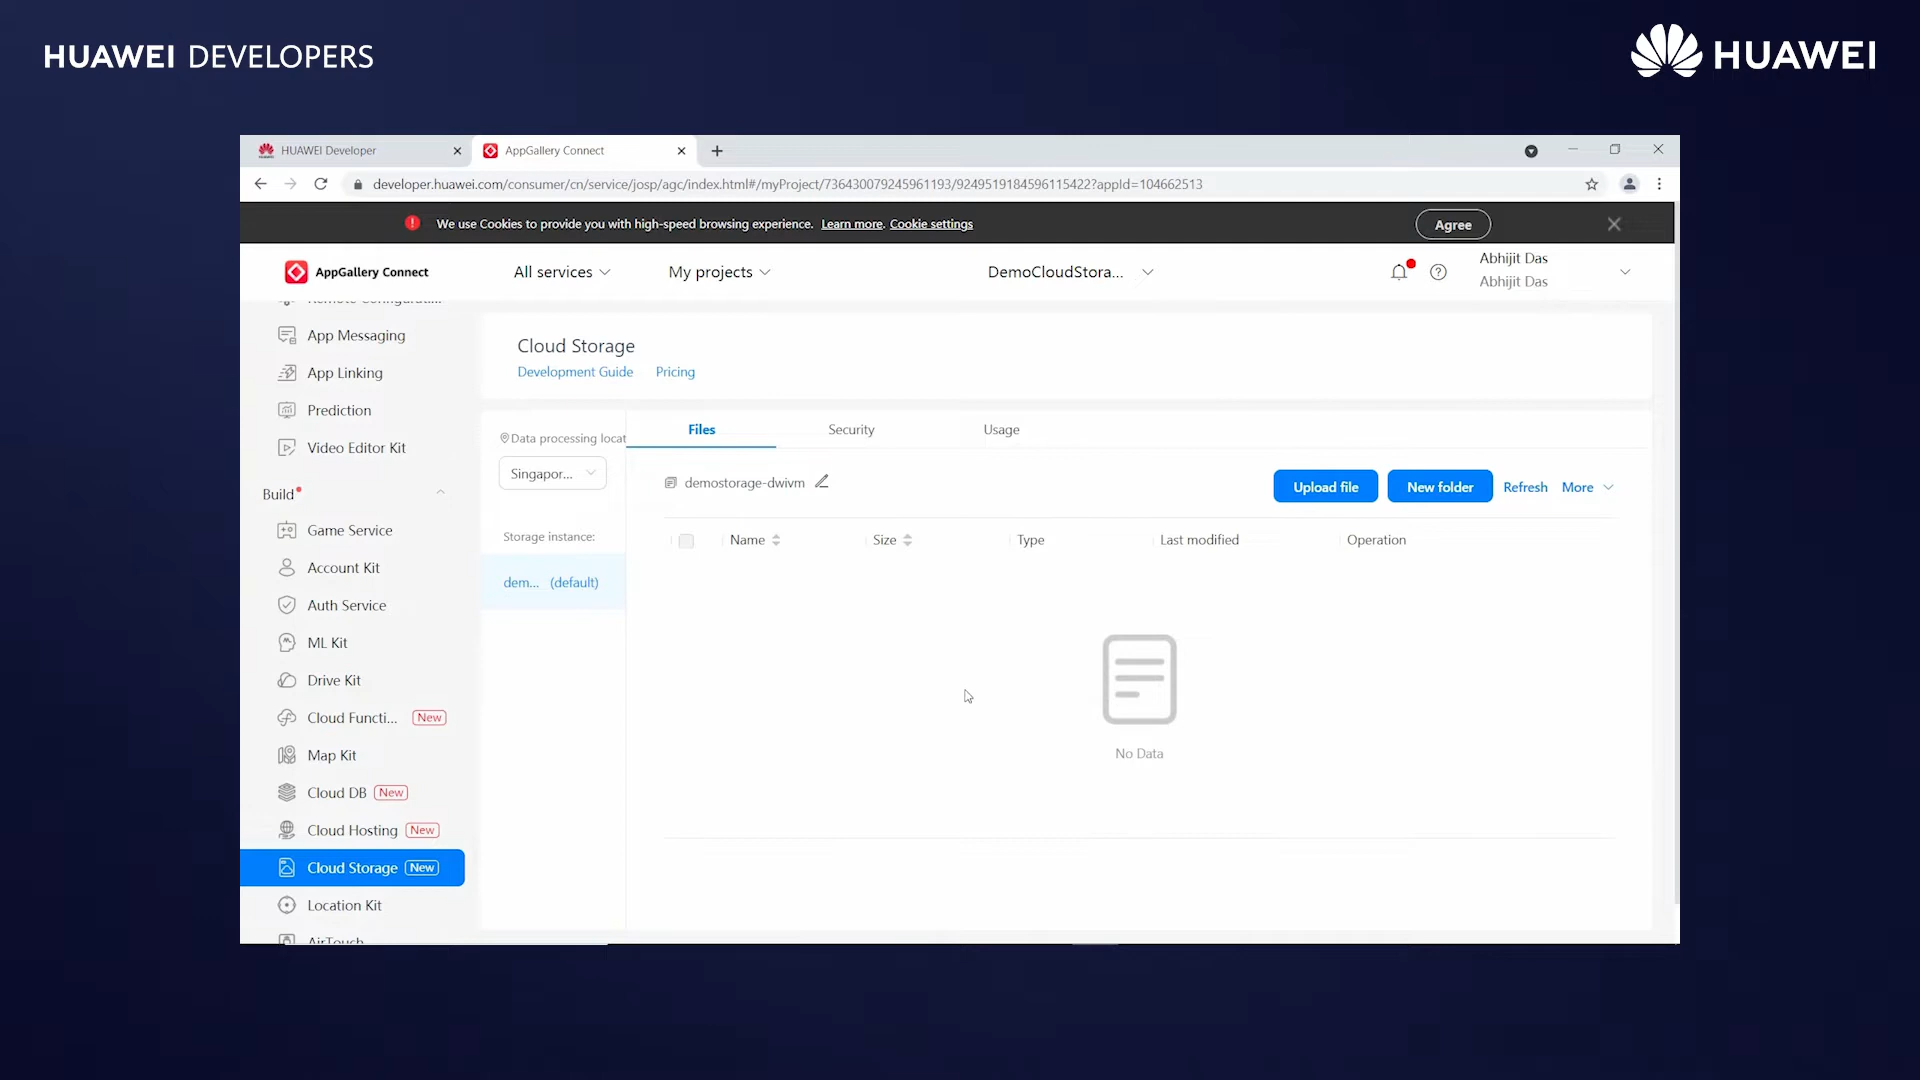 HUAWEI DEVELOPERS
HUAWEI
HUAWEI Developer
AppGallery Connect
developer.huawei.com/consumer/cn/service/josp/agc/index.html#/myProject/736430079245961193/9249519184596115422?appId=104662513
We use Cookies to provide you with high-speed browsing experience. Learn more. Cookie settings
Agree
AppGallery Connect
All services
My projects
DemoCloudStora...
Abhijit Das
Abhijit Das
App Messaging
App Linking
Prediction
Video Editor Kit
Build
Game Service
Account Kit
Auth Service
ML Kit
Drive Kit
Cloud Functi... New
Map Kit
Cloud DB New
Cloud Hosting New
Cloud Storage New
Location Kit
AirTouch
Cloud Storage
Development Guide Pricing
Data processing locat
Singapor...
Storage instance:
dem... (default)
Files Security Usage
demostorage-dwivm
Upload file New folder Refresh More
Name Size Type Last modified Operation
No Data